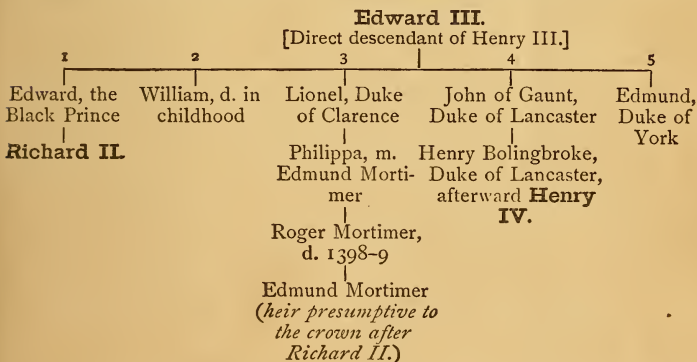 Edward III.
[Direct descendant of Henry III.]
1 2 3 4 5
Edward, the
Black Prince
Richard II.
William, d. in
childhood
Lionel, Duke
of Clarence
Philippa, m.
Edmund Morti-
mer
Roger Mortimer,
d. 1398-9
Edmund Mortimer
(heir presumptive to
the crown after
Richard II.)
John of Gaunt,
Duke of Lancaster
Henry Bolingbroke,
Duke of Lancaster,
afterward Henry
IV.
Edmund,
Duke of
York